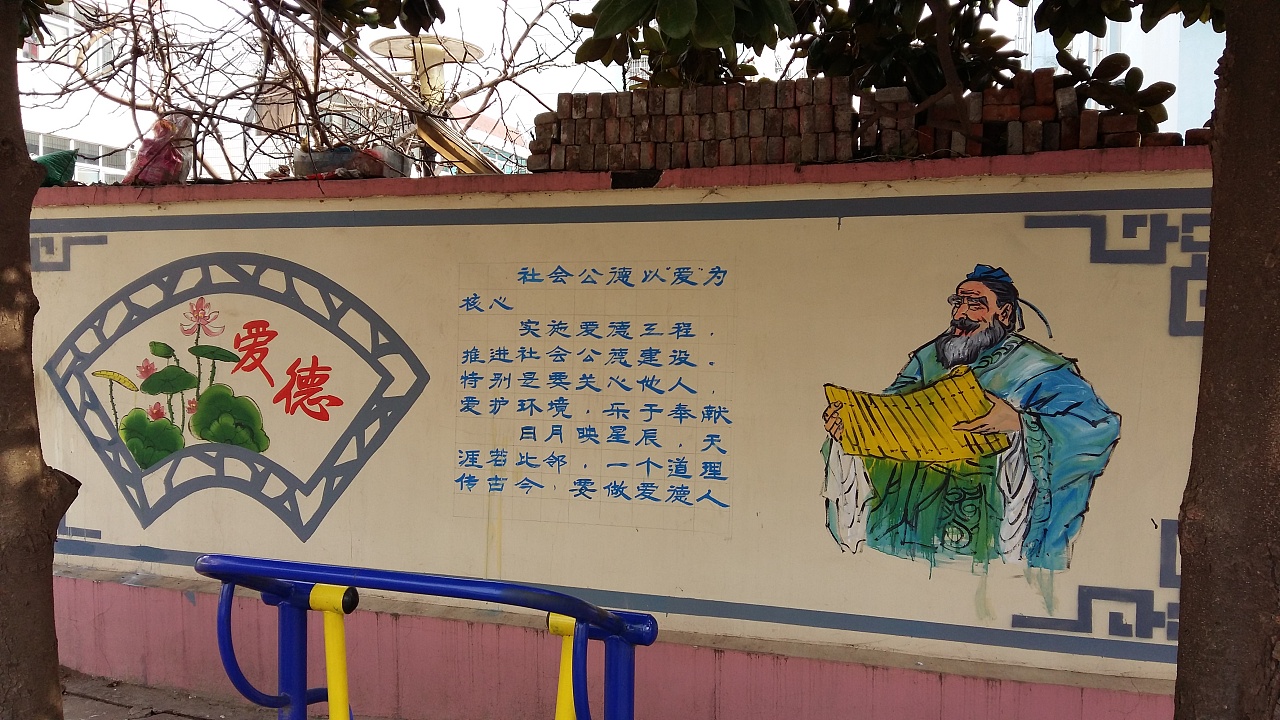 爱德
社会公德以"爱"为
核心
实施爱德工程，
推进社会公德建设。
特别是要关心他人，
爱护环境，乐于奉献
日月映星辰，天
涯若比邻，一个道理
传古今，要做爱德人